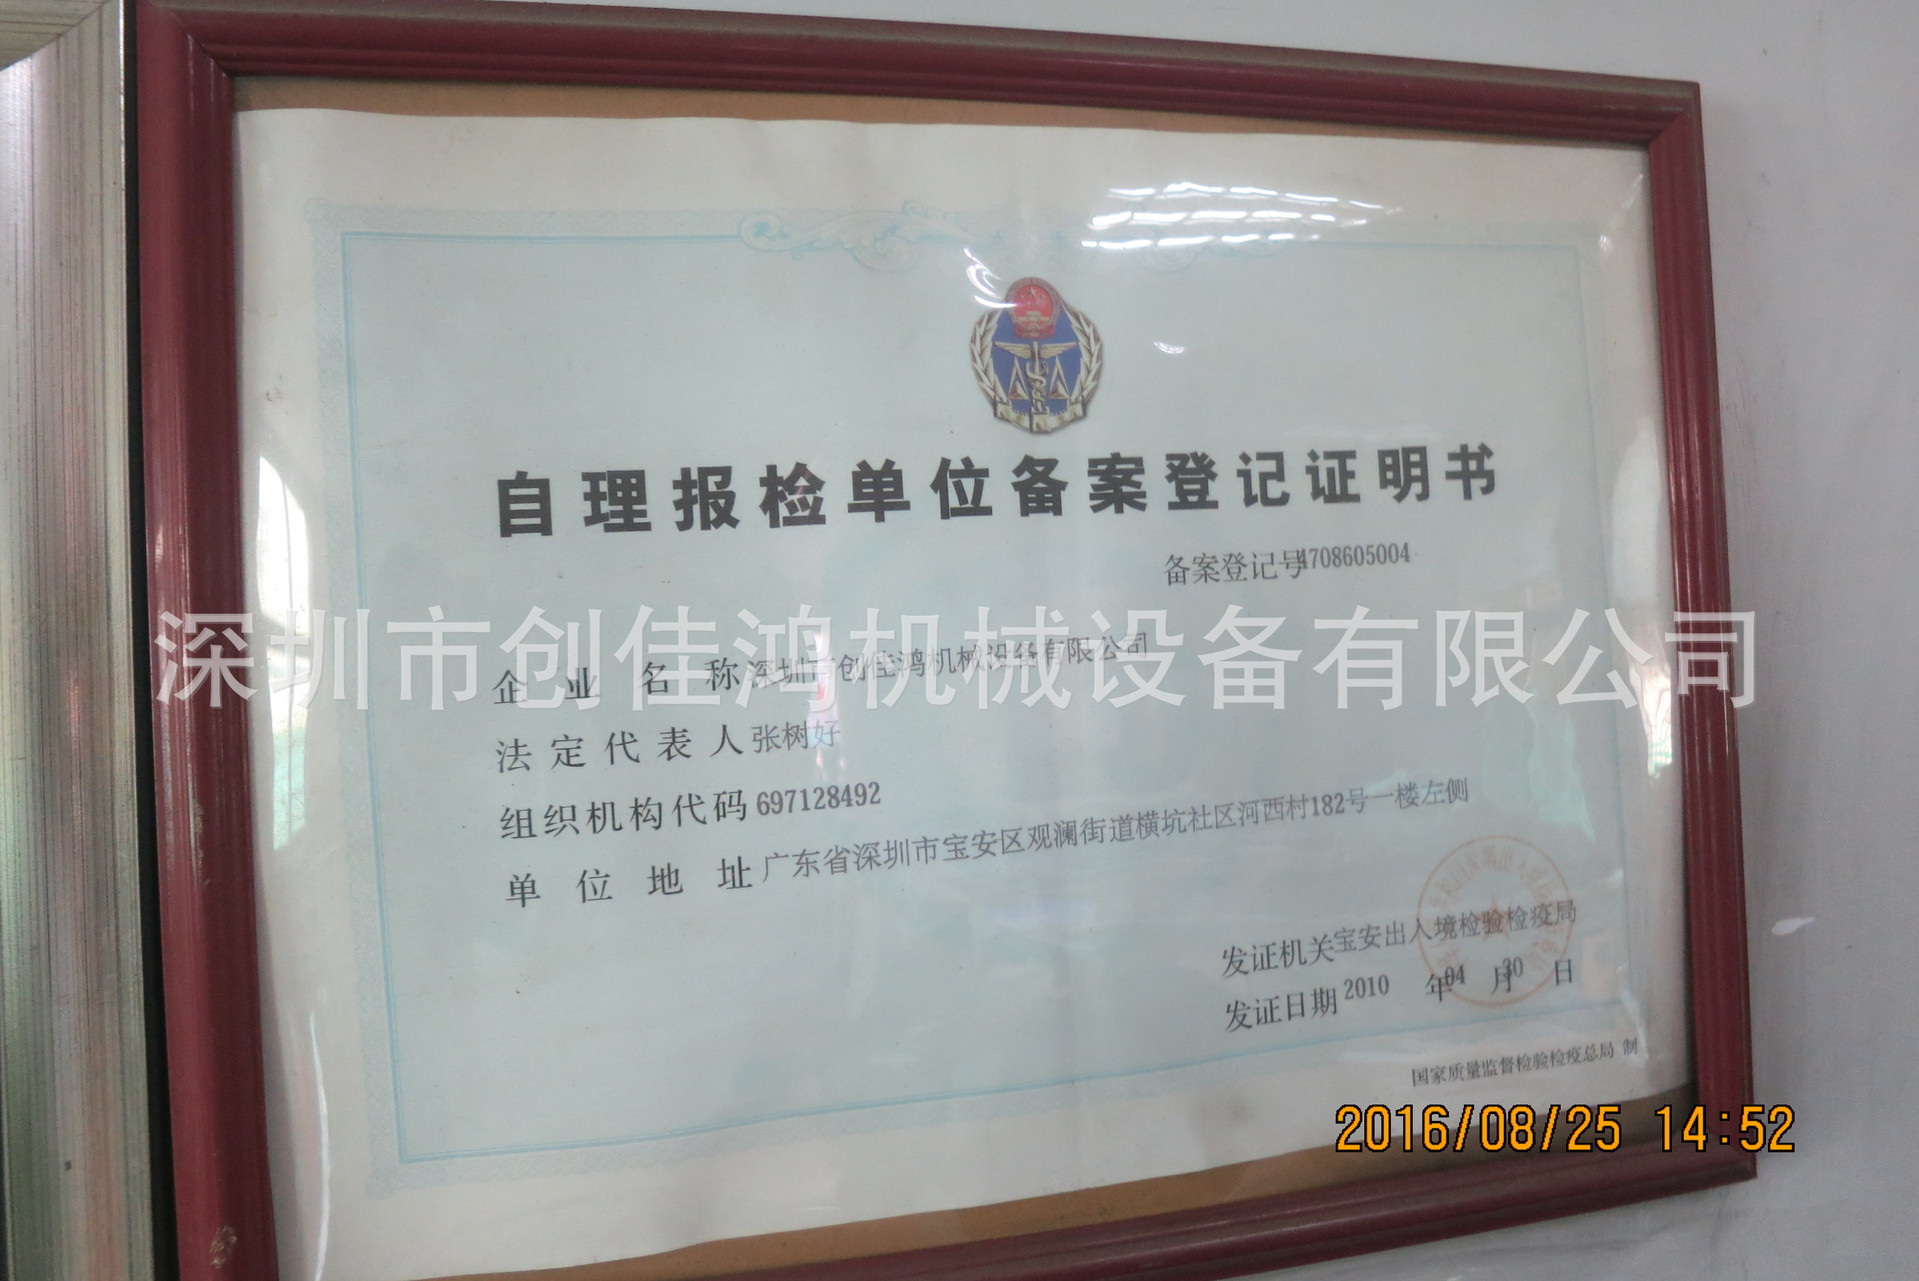 自理报检单位备案登记证明书
备案登记号4708605004
深圳市创佳鸿机械设备有限公司
企业名称深圳市创佳鸿机械设备有限公司
法定代表人张树好
组织机构代码697128492
单位地址广东省深圳市宝安区观澜街道横坑社区河西村182号一楼左侧
发证机关宝安出入境检验检疫局
发证日期2010年04月30日
国家质量监督检验检疫总局 制
2016/08/25 14:52